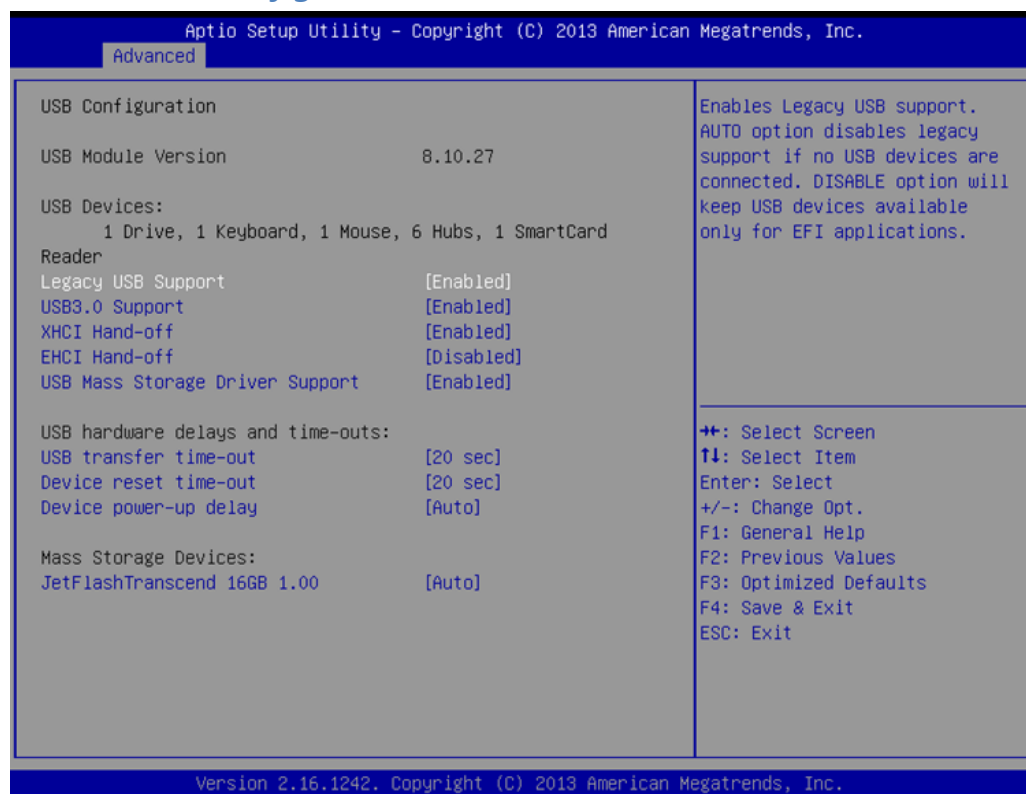 Aptio Setup Utility – Copyright (C) 2013 American Megatrends, Inc.
Advanced
USB Configuration
USB Module Version 8.10.27
USB Devices:
1 Drive, 1 Keyboard, 1 Mouse, 6 Hubs, 1 SmartCard
Reader
Legacy USB Support [Enabled]
USB3.0 Support [Enabled]
XHCI Hand-off [Enabled]
EHCI Hand-off [Disabled]
USB Mass Storage Driver Support [Enabled]
USB hardware delays and time-outs:
USB transfer time-out [20 sec]
Device reset time-out [20 sec]
Device power-up delay [Auto]
Mass Storage Devices:
JetFlashTranscend 16GB 1.00 [Auto]
Enables Legacy USB support.
AUTO option disables legacy
support if no USB devices are
connected. DISABLE option will
keep USB devices available
only for EFI applications.
→←: Select Screen
↑↓: Select Item
Enter: Select
+/-: Change Opt.
F1: General Help
F2: Previous Values
F3: Optimized Defaults
F4: Save & Exit
ESC: Exit
Version 2.16.1242. Copyright (C) 2013 American Megatrends, Inc.